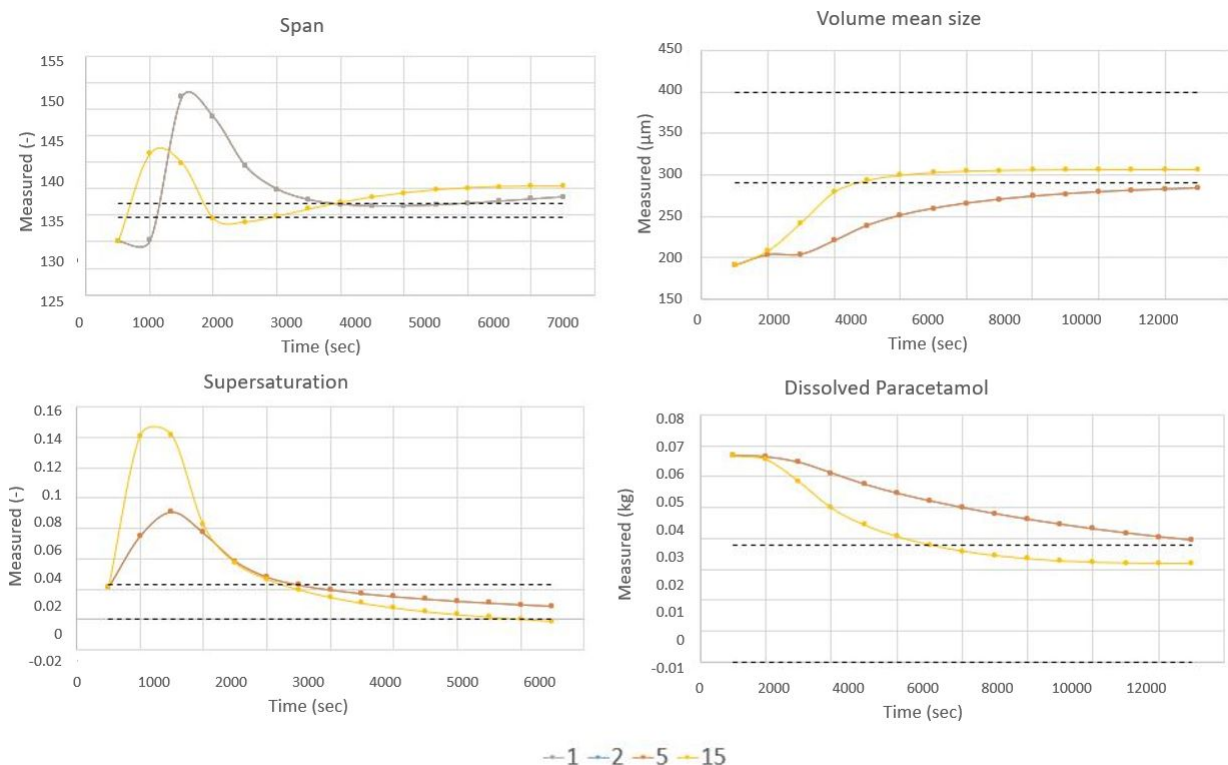 Span
155
150
145
140
135
130
125
Measured (-)
0 1000 2000 3000 4000 5000 6000 7000
Time (sec)
Volume mean size
450
400
350
300
250
200
150
Measured (µm)
0 2000 4000 6000 8000 10000 12000
Time (sec)
Supersaturation
0.16
0.14
0.12
0.1
0.08
0.06
0.04
0.02
0
-0.02
Measured (-)
0 1000 2000 3000 4000 5000 6000
Time (sec)
Dissolved Paracetamol
0.08
0.07
0.06
0.05
0.04
0.03
0.02
0.01
0
-0.01
Measured (kg)
0 2000 4000 6000 8000 10000 12000
Time (sec)
1 2 5 15